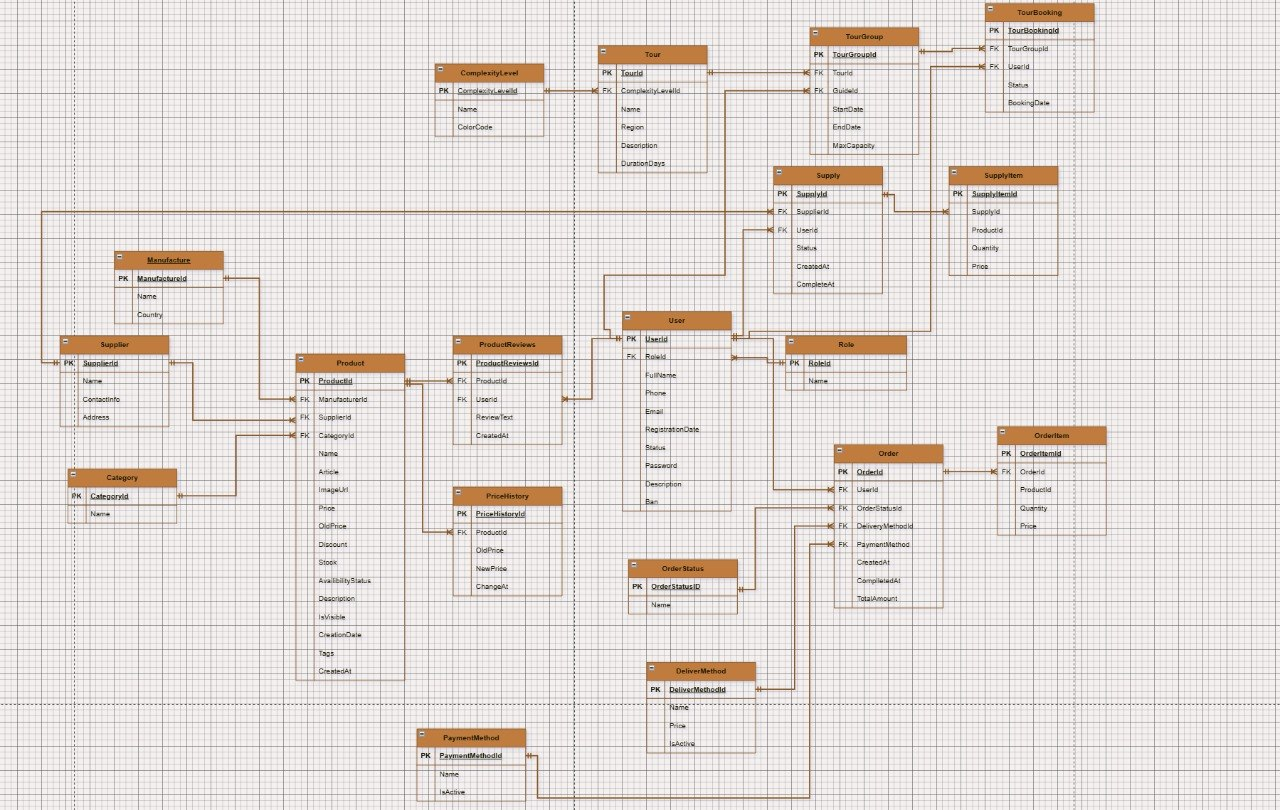 TourBooking
PK TourBookingId
FK TourGroupId
FK UserId
Status
BookingDate
TourGroup
PK TourGroupId
FK TourId
FK GuideId
StartDate
EndDate
MaxCapacity
Tour
PK TourId
FK ComplexityLevelId
Name
Region
Description
DurationDays
ComplexityLevel
PK ComplexityLevelId
Name
ColorCode
Supply
PK SupplyId
FK SupplierId
FK UserId
Status
CreatedAt
CompleteAt
SupplyItem
PK SupplyItemId
FK SupplyId
ProductId
Quantity
Price
Manufacture
PK ManufactureId
Name
Country
Supplier
PK SupplierId
Name
ContactInfo
Address
Category
PK CategoryId
Name
Product
PK ProductId
FK ManufacturerId
FK SupplierId
FK CategoryId
Name
Article
ImageUrl
Price
OldPrice
Discount
Stook
AvailibilityStatus
Description
IsVisible
CreationDate
Tags
CreatedAt
ProductReviews
PK ProductReviewsId
FK ProductId
FK UserId
ReviewText
CreatedAt
PriceHistory
PK PriceHistoryId
FK ProductId
OldPrice
NewPrice
ChangeAt
User
PK UserId
FK RoleId
FullName
Phone
Email
RegistrationDate
Status
Password
Description
Ban
Role
PK RoleId
Name
Order
PK OrderId
FK UserId
FK OrderStatusId
FK DeliveryMethodId
FK PaymentMethod
CreatedAt
CompletedAt
TotalAmount
OrderItem
PK OrderItemId
FK OrderId
ProductId
Quantity
Price
OrderStatus
PK OrderStatusID
Name
DeliverMethod
PK DeliverMethodId
Name
Price
IsActive
PaymentMethod
PK PaymentMethodId
Name
IsActive